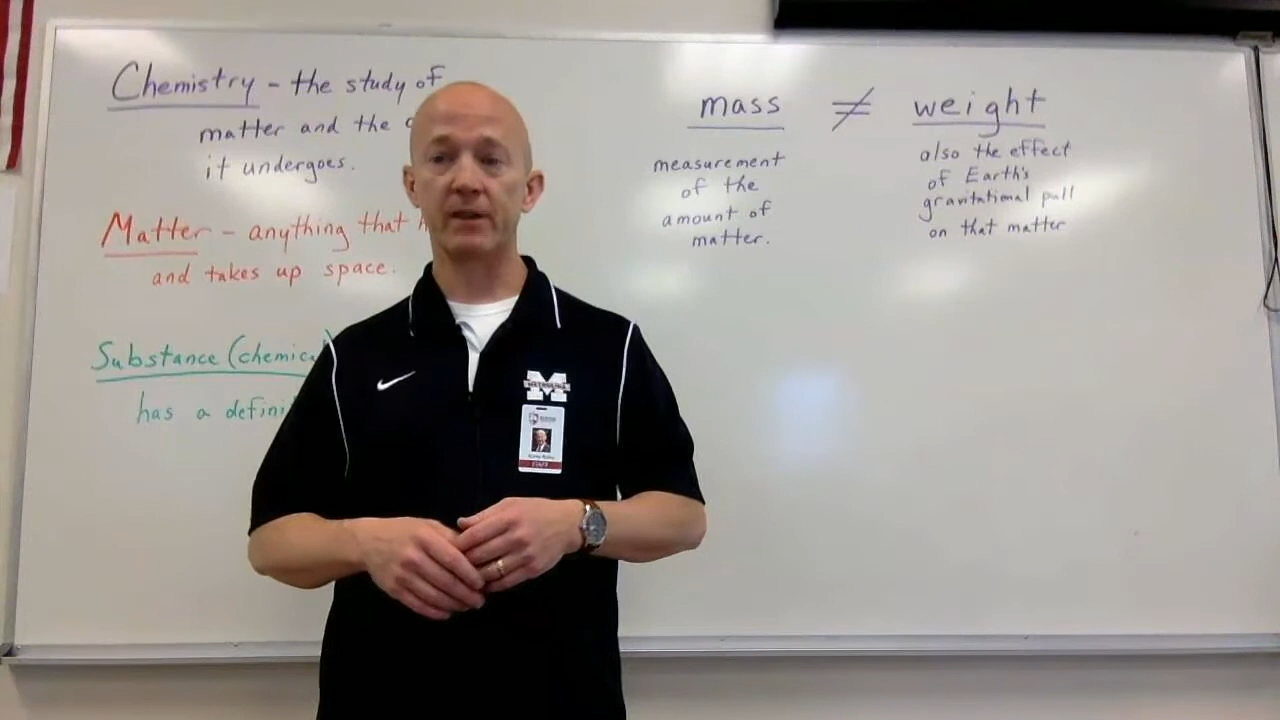 Chemistry - the study of
matter and the
it undergoes.
Matter - anything that
and takes up space.
Substance (chemica
has a defini
mass ≠ weight
measurement
of the
amount of
matter.
also the effect
of Earth's
gravitational pull
on that matter
M
STAFF